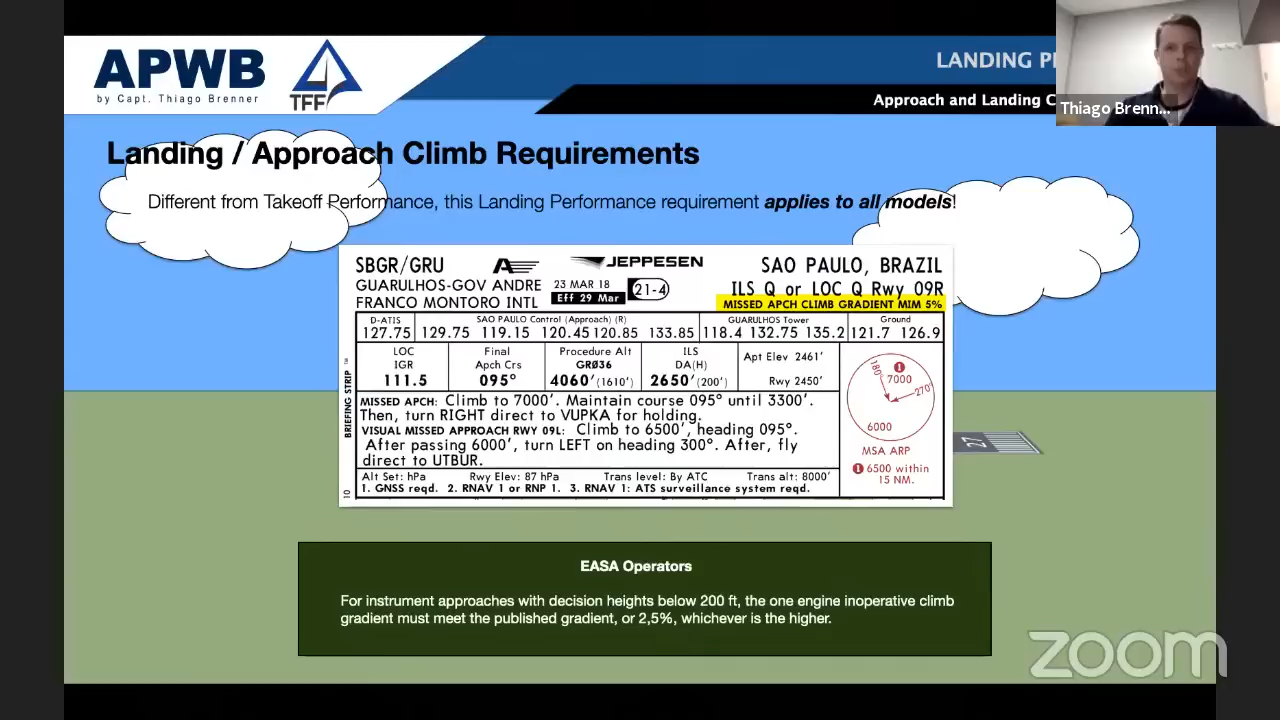 APWB
by Capt. Thiago Brenner
TFF
LANDING P
Approach and Landing C
Thiago Brenn...
Landing / Approach Climb Requirements
Different from Takeoff Performance, this Landing Performance requirement applies to all models!
SBGR/GRU
JEPPESEN
SAO PAULO, BRAZIL
GUARULHOS-GOV ANDRE
FRANCO MONTORO INTL
23 MAR 18
Eff 29 Mar
21-4
ILS Q or LOC Q Rwy 09R
MISSED APCH CLIMB GRADIENT MIM 5%
D-ATIS
127.75
SAO PAULO Control (Approach) (R)
129.75 119.15 120.45 120.85 133.85
GUARULHOS Tower
118.4 132.75 135.2
Ground
121.7 126.9
BRIEFING STRIP TM
LOC
IGR
111.5
Final
Apch Crs
095°
Procedure Alt
GRØ36
4060' (1610')
ILS
DA(H)
2650' (200')
Apt Elev 2461'
Rwy 2450'
MISSED APCH: Climb to 7000'. Maintain course 095° until 3300'.
Then, turn RIGHT direct to VUPKA for holding.
VISUAL MISSED APPROACH RWY 09L: Climb to 6500', heading 095°.
After passing 6000', turn LEFT on heading 300°. After, fly
direct to UTBUR.
Alt Set: hPa Rwy Elev: 87 hPa Trans level: By ATC Trans alt: 8000'
1. GNSS reqd. 2. RNAV 1 or RNP 1. 3. RNAV 1: ATS surveillance system reqd.
10
180°
1
7000
270°
6000
MSA ARP
1 6500 within
15 NM.
27
EASA Operators
For instrument approaches with decision heights below 200 ft, the one engine inoperative climb
gradient must meet the published gradient, or 2,5%, whichever is the higher.
zoom